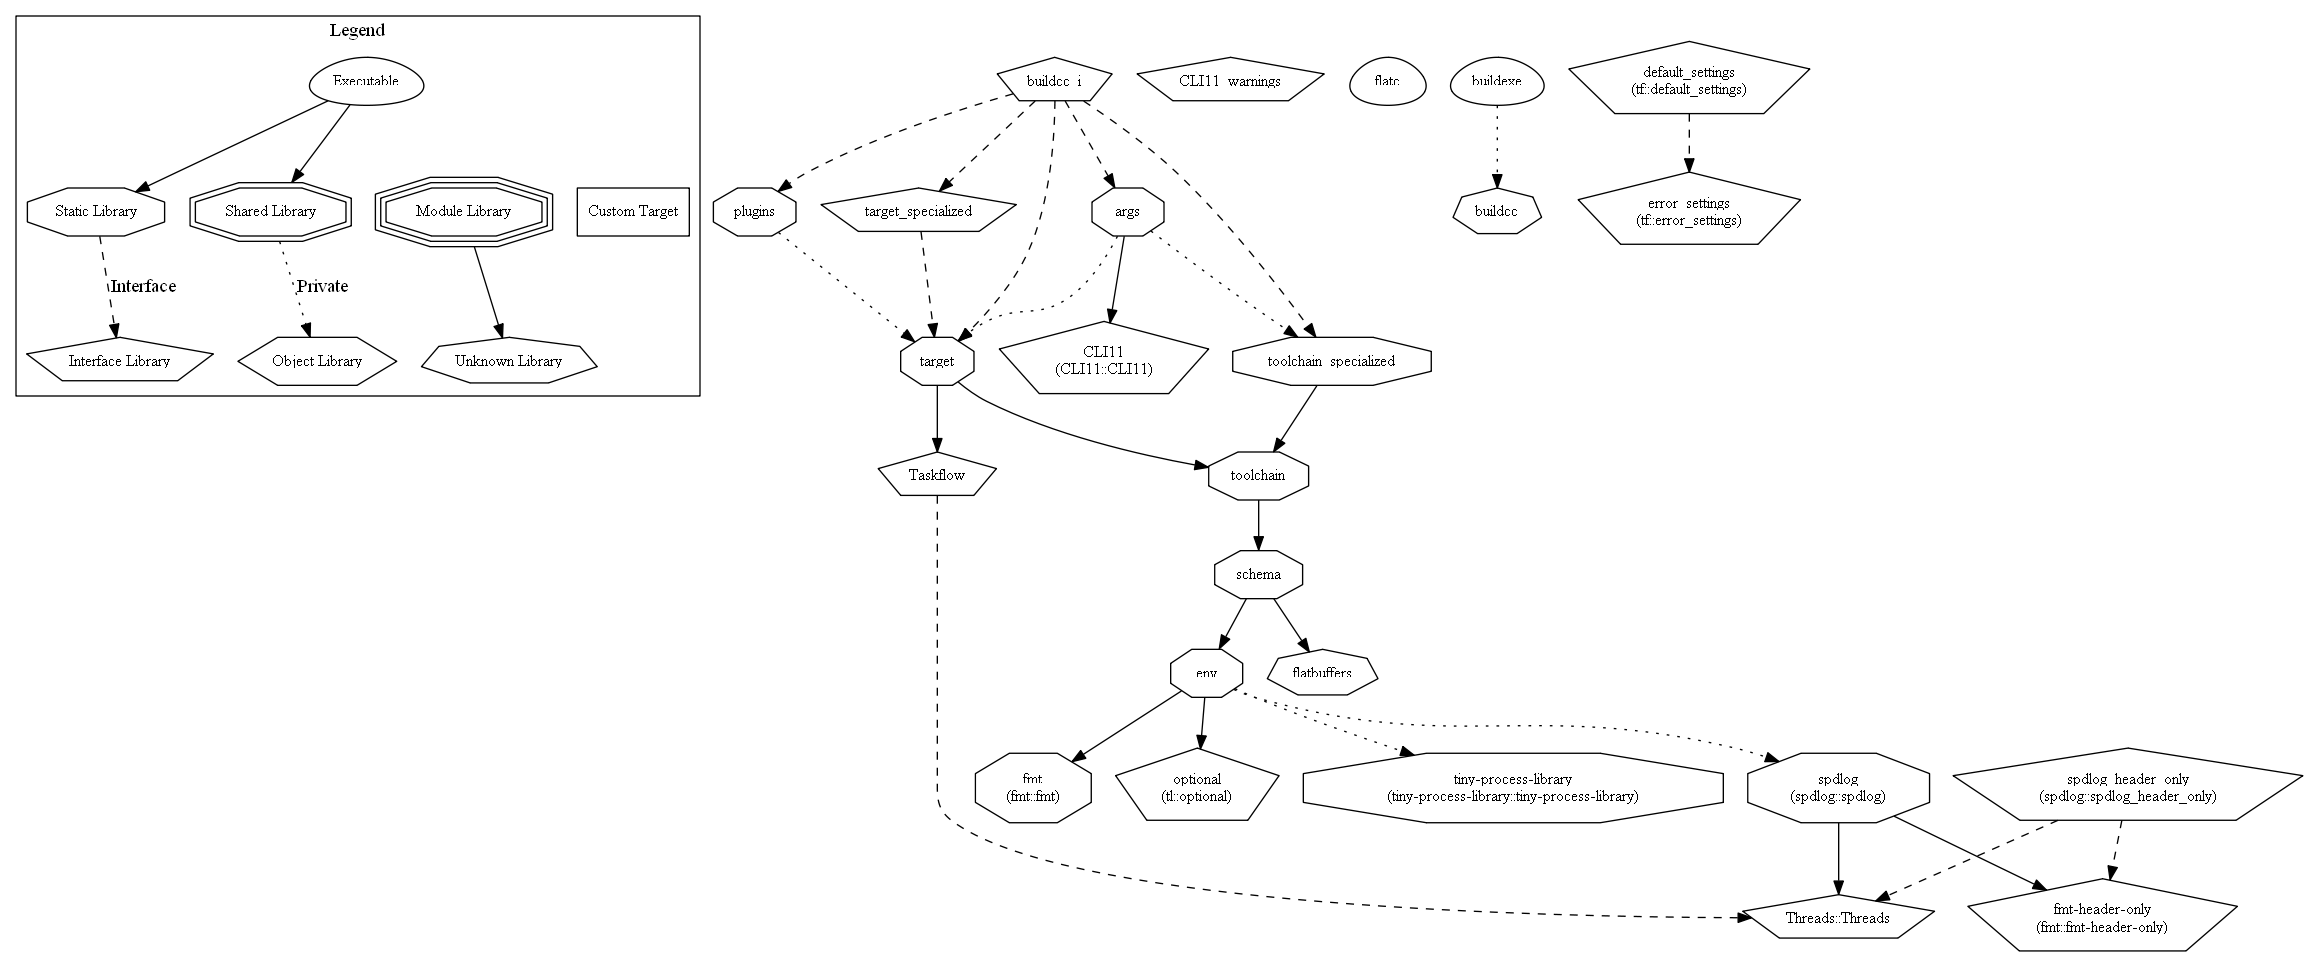 Legend
Executable
Static Library
Shared Library
Module Library
Custom Target
Interface
Private
Interface Library
Object Library
Unknown Library
buildcc_i
CLI11_warnings
flatc
buildexe
default_settings
(tf::default_settings)
plugins
target_specialized
args
buildcc
error_settings
(tf::error_settings)
target
CLI11
(CLI11::CLI11)
toolchain_specialized
Taskflow
toolchain
schema
env
flatbuffers
fmt
(fmt::fmt)
optional
(tl::optional)
tiny-process-library
(tiny-process-library::tiny-process-library)
spdlog
(spdlog::spdlog)
spdlog_header_only
(spdlog::spdlog_header_only)
Threads::Threads
fmt-header-only
(fmt::fmt-header-only)